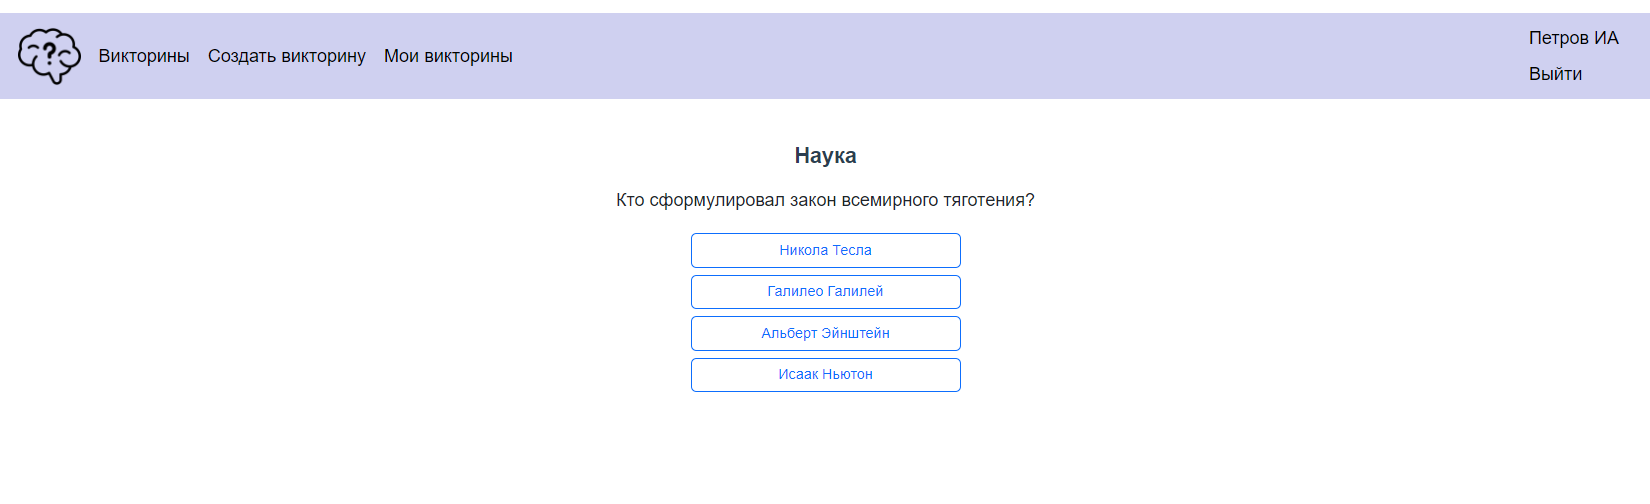 Викторины Создать викторину Мои викторины
Петров ИА
Выйти
Наука
Кто сформулировал закон всемирного тяготения?
Никола Тесла
Галилео Галилей
Альберт Эйнштейн
Исаак Ньютон